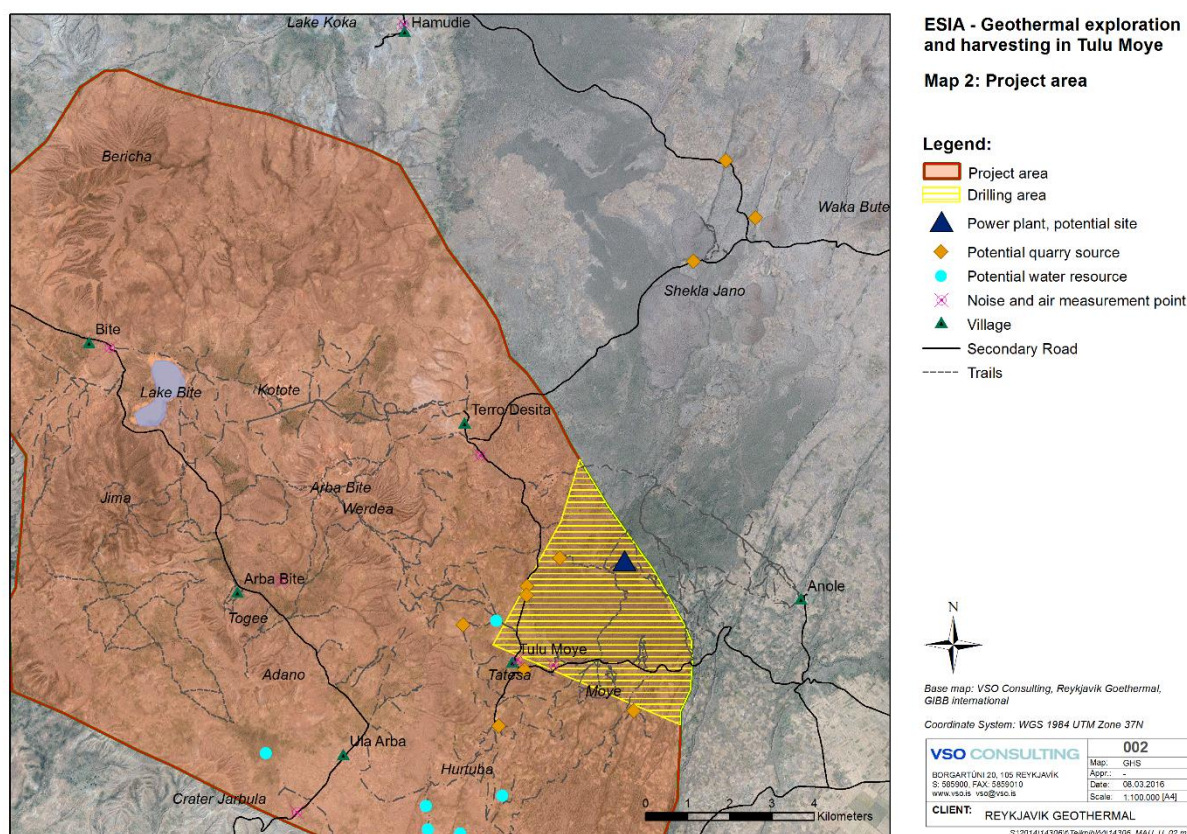 Lake Koka
Hamudie
Bericha
Waka Bute
Shekla Jano
Bite
Lake Bite
Kotote
Terro Desita
Jima
Arba Bite
Werdea
Arba Bite
Togee
Anole
Tulu Moye
Tatesa
Adano
Moye
Ula Arba
Hurtuba
Crater Jarbula
0 1 2 3 4
Kilometers
ESIA - Geothermal exploration
and harvesting in Tulu Moye
Map 2: Project area
Legend:
Project area
Drilling area
Power plant, potential site
Potential quarry source
Potential water resource
Noise and air measurement point
Village
Secondary Road
Trails
N
Base map: VSO Consulting, Reykjavik Goethermal,
GIBB international
Coordinate System: WGS 1984 UTM Zone 37N
VSO CONSULTING
BORGARTÚNI 20, 105 REYKJAVÍK
S: 585900, FAX: 5859010
www.vso.is vso@vso.is
002
Map: GHS
Appr.: -
Date: 08.03.2016
Scale: 1:100.000 [A4]
CLIENT: REYKJAVIK GEOTHERMAL